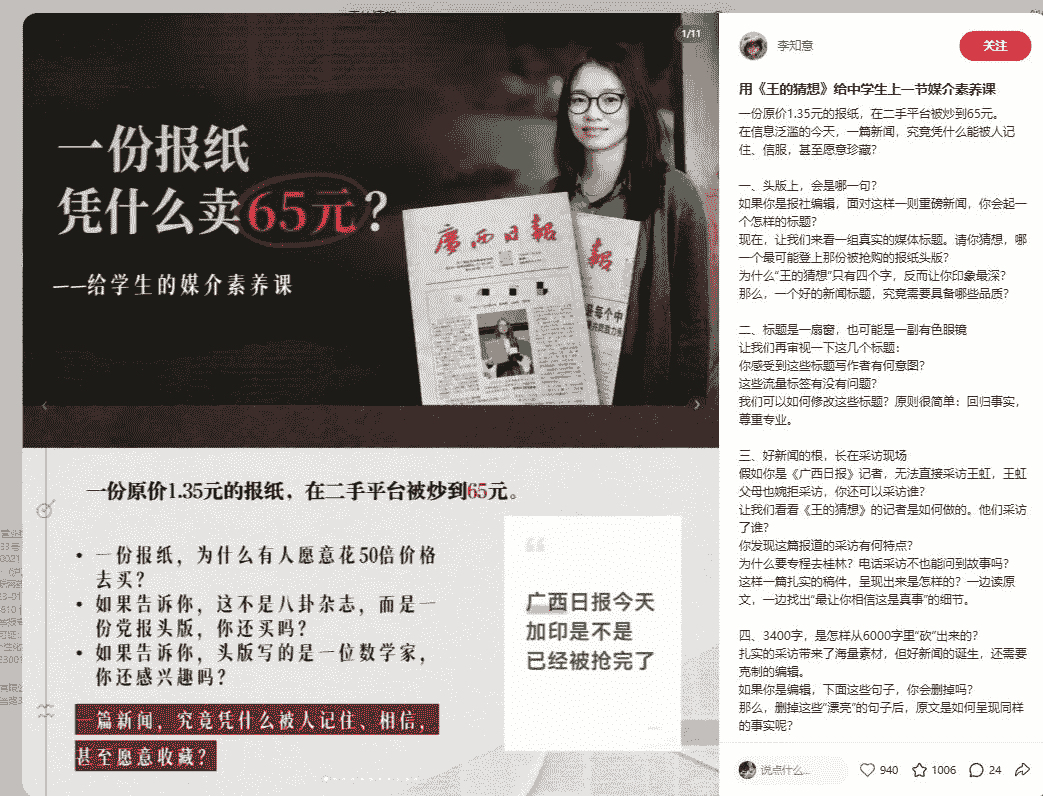 1/11
一份报纸
凭什么卖65元？
——给学生的媒介素养课
廣西日報
報
一份原价1.35元的报纸，在二手平台被炒到65元。
• 一份报纸，为什么有人愿意花50倍价格
去买？
• 如果告诉你，这不是八卦杂志，而是一
份党报头版，你还买吗？
• 如果告诉你，头版写的是一位数学家，
你还感兴趣吗？
一篇新闻，究竟凭什么被人记住、相信，
甚至愿意收藏？
广西日报今天
加印是不是
已经被抢完了
李知意
关注
用《王的猜想》给中学生上一节媒介素养课
一份原价1.35元的报纸，在二手平台被炒到65元。
在信息泛滥的今天，一篇新闻，究竟凭什么能被人记
住、信服，甚至愿意珍藏？
一、头版上，会是哪一句？
如果你是报社编辑，面对这样一则重磅新闻，你会起一
个怎样的标题？
现在，让我们来看一组真实的媒体标题。请你猜想，哪
一个最可能登上那份被抢购的报纸头版？
为什么“王的猜想”只有四个字，反而让你印象最深？
那么，一个好的新闻标题，究竟需要具备哪些品质？
二、标题是一扇窗，也可能是一副有色眼镜
让我们再审视一下这几个标题：
你感受到这些标题写作者有何意图？
这些流量标签有没有问题？
我们可以如何修改这些标题？原则很简单：回归事实，
尊重专业。
三、好新闻的根，长在采访现场
假如你是《广西日报》记者，无法直接采访王虹，王虹
父母也婉拒采访，你还可以采访谁？
让我们看看《王的猜想》的记者是如何做的。他们采访
了谁？
你发现这篇报道的采访有何特点？
为什么要专程去桂林？电话采访不也能问到故事吗？
这样一篇扎实的稿件，呈现出来是怎样的？一边读原
文，一边找出“最让你相信这是真事”的细节。
四、3400字，是怎样从6000字里“砍”出来的？
扎实的采访带来了海量素材，但好新闻的诞生，还需要
克制的编辑。
如果你是编辑，下面这些句子，你会删掉吗？
那么，删掉这些“漂亮”的句子后，原文是如何呈现同样
的事实呢？
说点什么...
940
1006
24